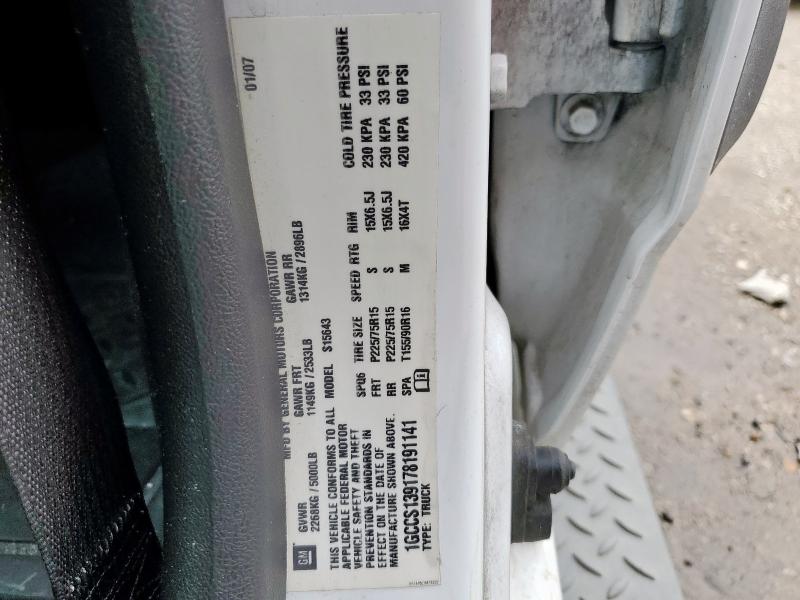 MFD BY GENERAL MOTORS CORPORATION
01/07
GM
GVWR GAWR FRT GAWR RR
2268KG / 5000LB 1149KG / 2533LB 1314KG / 2896LB
THIS VEHICLE CONFORMS TO ALL
APPLICABLE FEDERAL MOTOR
VEHICLE SAFETY AND THEFT
PREVENTION STANDARDS IN
EFFECT ON THE DATE OF
MANUFACTURE SHOWN ABOVE.
1GCCS139178191141
TYPE: TRUCK
MODEL S15643
SPQ6 TIRE SIZE SPEED RTG RIM COLD TIRE PRESSURE
FRT P225/75R15 S 15X6.5J 230 KPA 33 PSI
RR P225/75R15 S 15X6.5J 230 KPA 33 PSI
SPA T155/90R16 M 16X4T 420 KPA 60 PSI